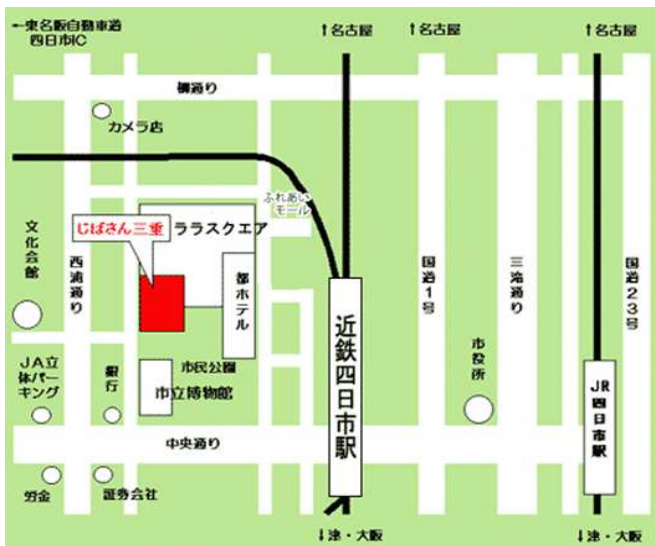 ←東名阪自動車道
四日市IC
↑名古屋
↑名古屋
↑名古屋
柳通り
カメラ店
ふれあい
モール
じばさん三重
ララスクエア
文化会館
西浦通り
都ホテル
近鉄四日市駅
国道1号
三滝通り
国道23号
市役所
JA立
体パー
キング
銀行
市民公園
市立博物館
JR四日市駅
中央通り
労金
証券会社
↓津・大阪
↓津・大阪